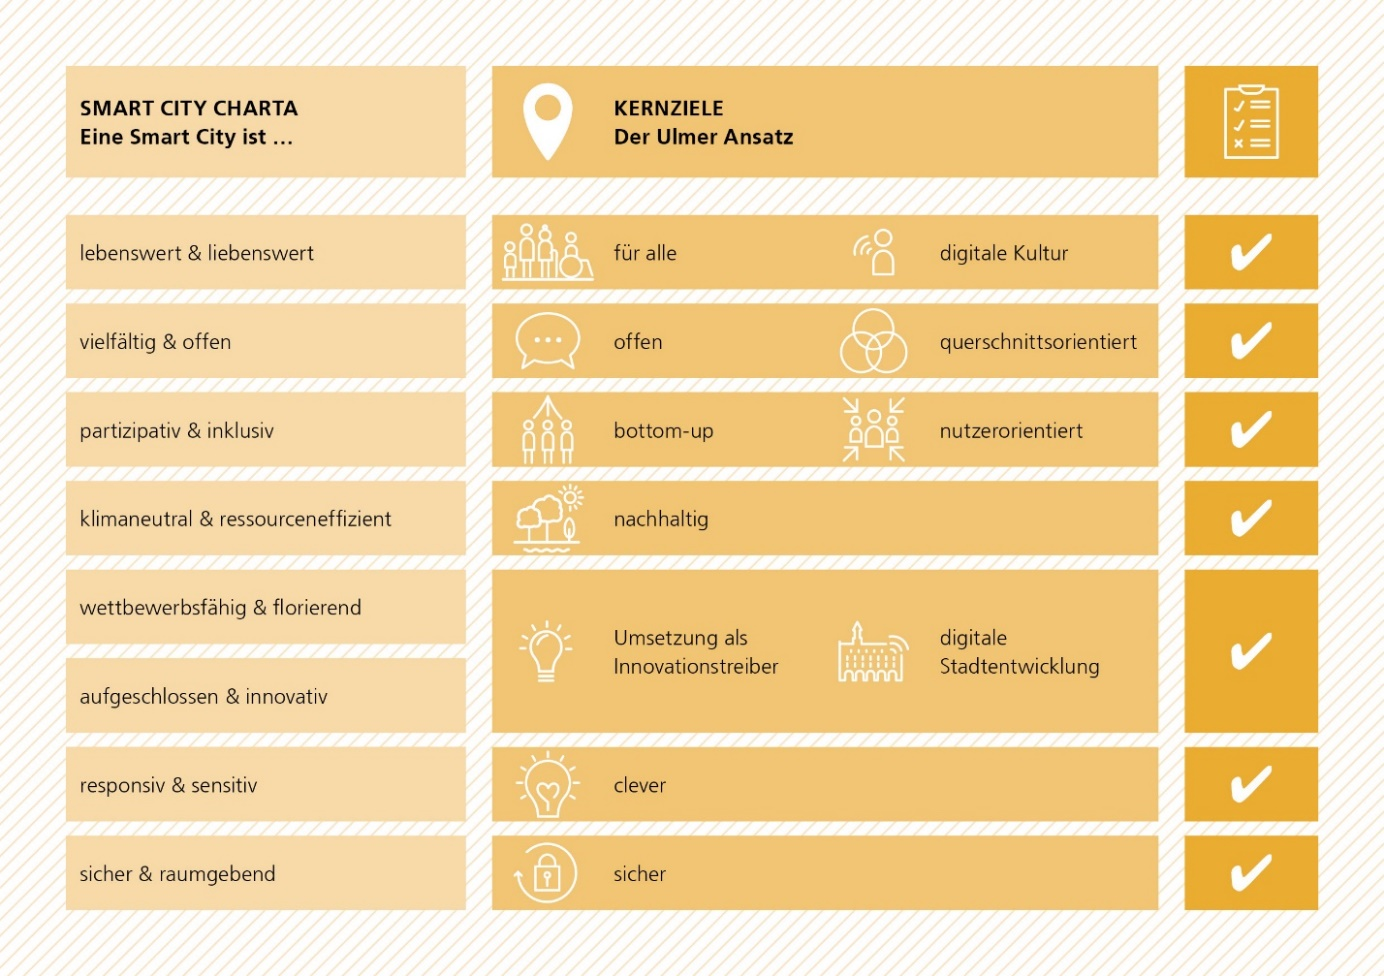 SMART CITY CHARTA
Eine Smart City ist ...
KERNZIELE
Der Ulmer Ansatz
lebenswert & liebenswert
für alle
digitale Kultur
vielfältig & offen
offen
querschnittsorientiert
partizipativ & inklusiv
bottom-up
nutzerorientiert
klimaneutral & ressourceneffizient
nachhaltig
wettbewerbsfähig & florierend
aufgeschlossen & innovativ
Umsetzung als
Innovationstreiber
digitale
Stadtentwicklung
responsiv & sensitiv
clever
sicher & raumgebend
sicher